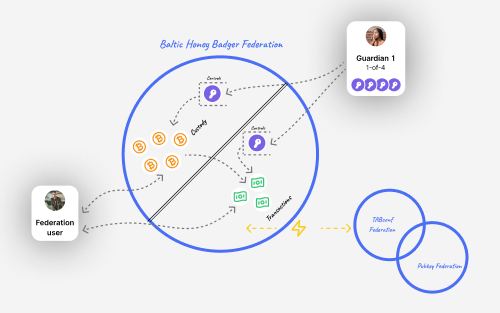 Baltic Honey Badger Federation
Guardian 1
1-of-4
Controls
Custody
Controls
Federation
user
Transactions
TABconf
Federation
Pubkey Federation